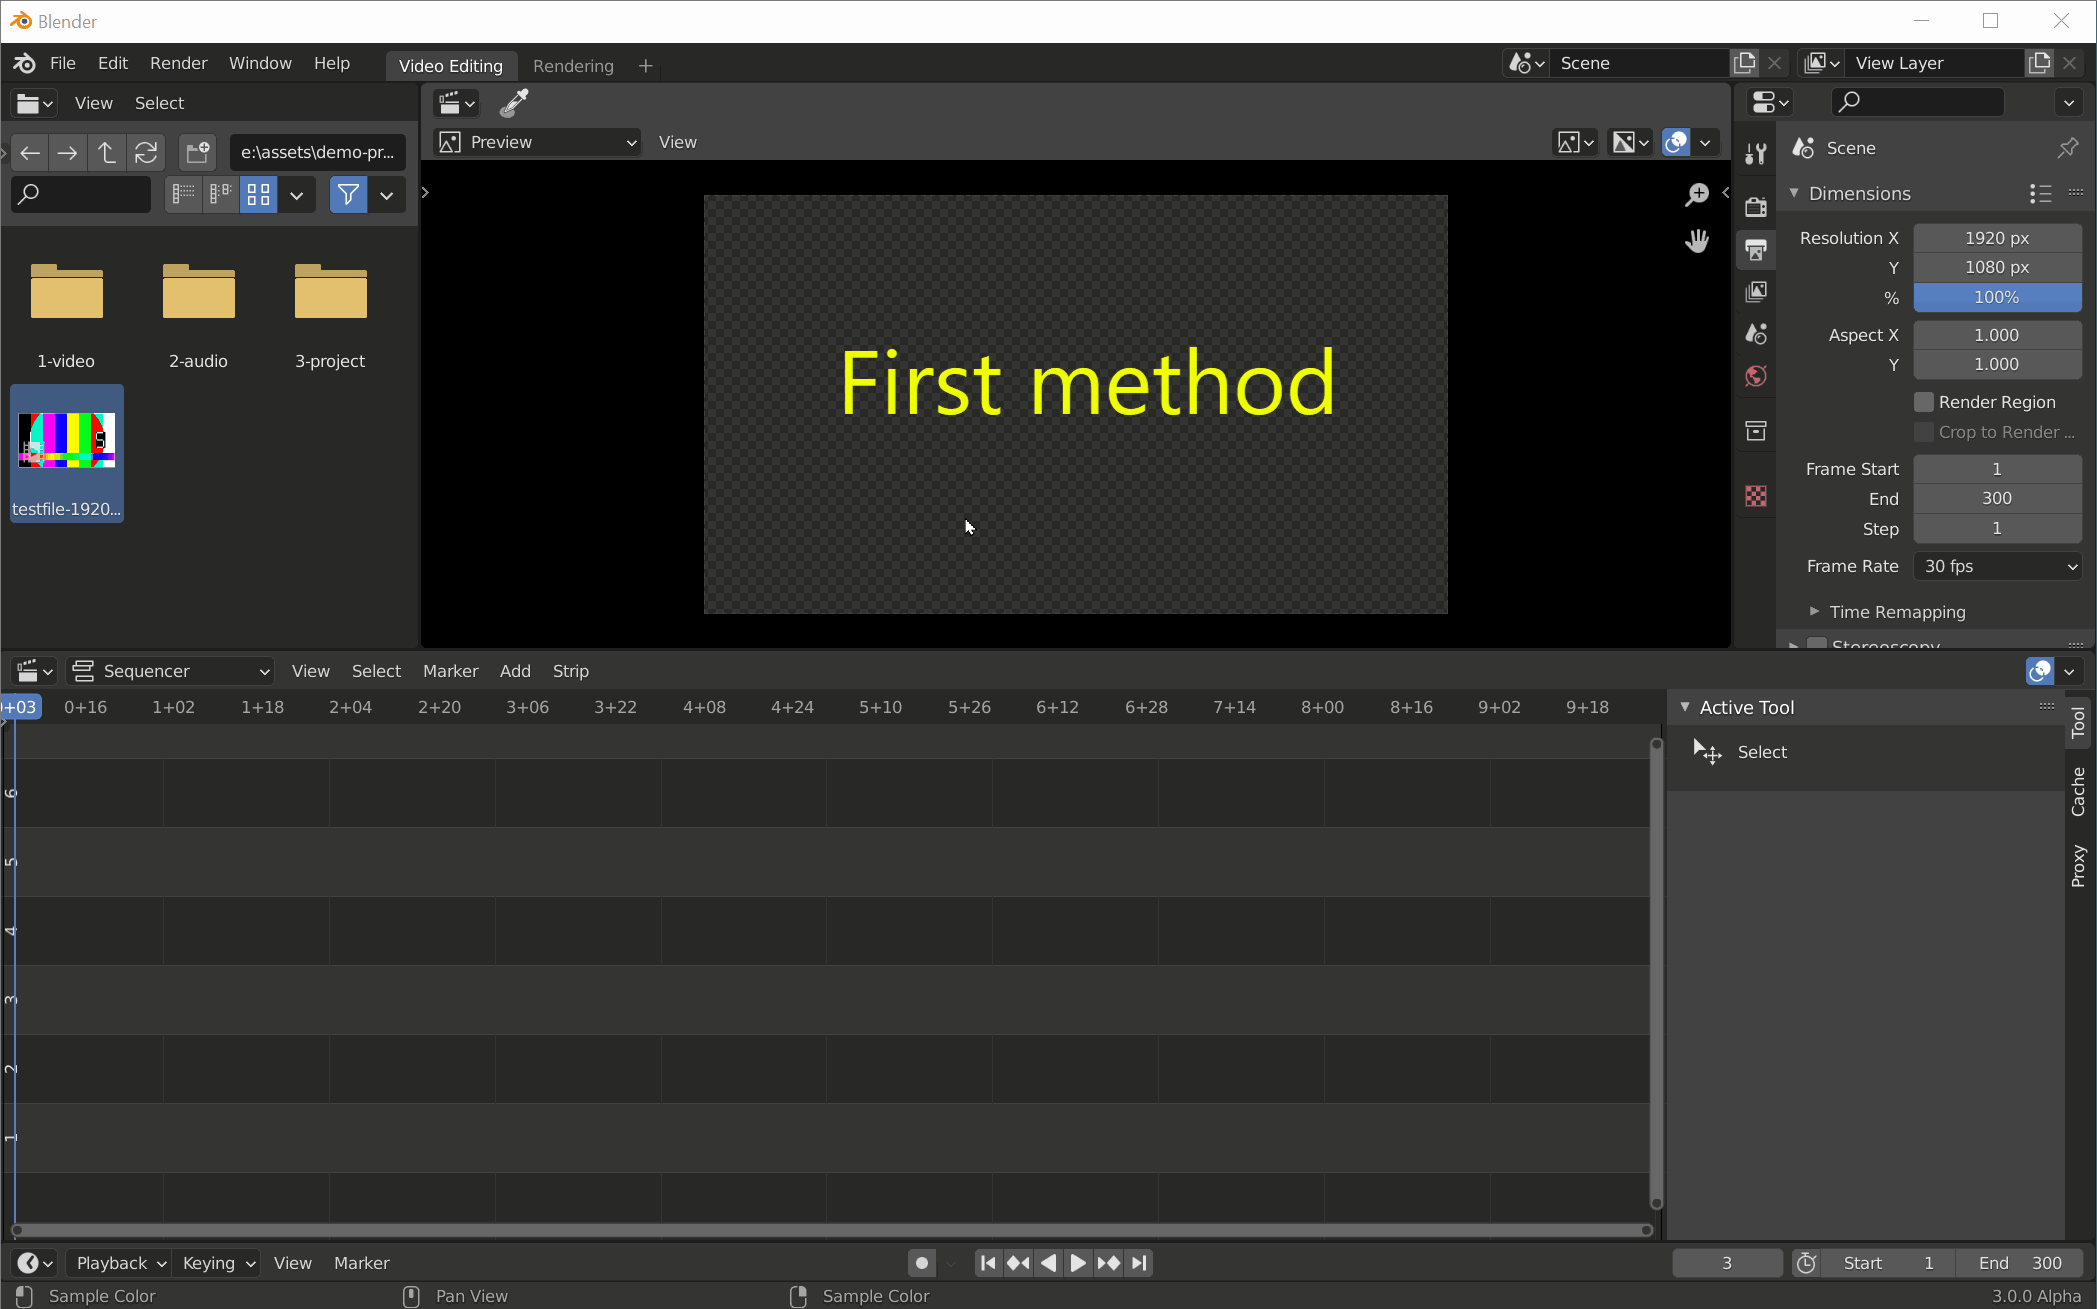 Blender
File Edit Render Window Help Video Editing Rendering + Scene View Layer
View Select
e:\assets\demo-pr...
Preview View
1-video 2-audio 3-project
testfile-1920...
First method
Scene
Dimensions
Resolution X 1920 px
Y 1080 px
% 100%
Aspect X 1.000
Y 1.000
Render Region
Crop to Render ...
Frame Start 1
End 300
Step 1
Frame Rate 30 fps
Time Remapping
Stereoscopy
Sequencer View Select Marker Add Strip
0+03 0+16 1+02 1+18 2+04 2+20 3+06 3+22 4+08 4+24 5+10 5+26 6+12 6+28 7+14 8+00 8+16 9+02 9+18
6
5
4
3
2
1
Active Tool
Select
Tool
Cache
Proxy
Playback Keying View Marker 3 Start 1 End 300
Sample Color Pan View Sample Color 3.0.0 Alpha